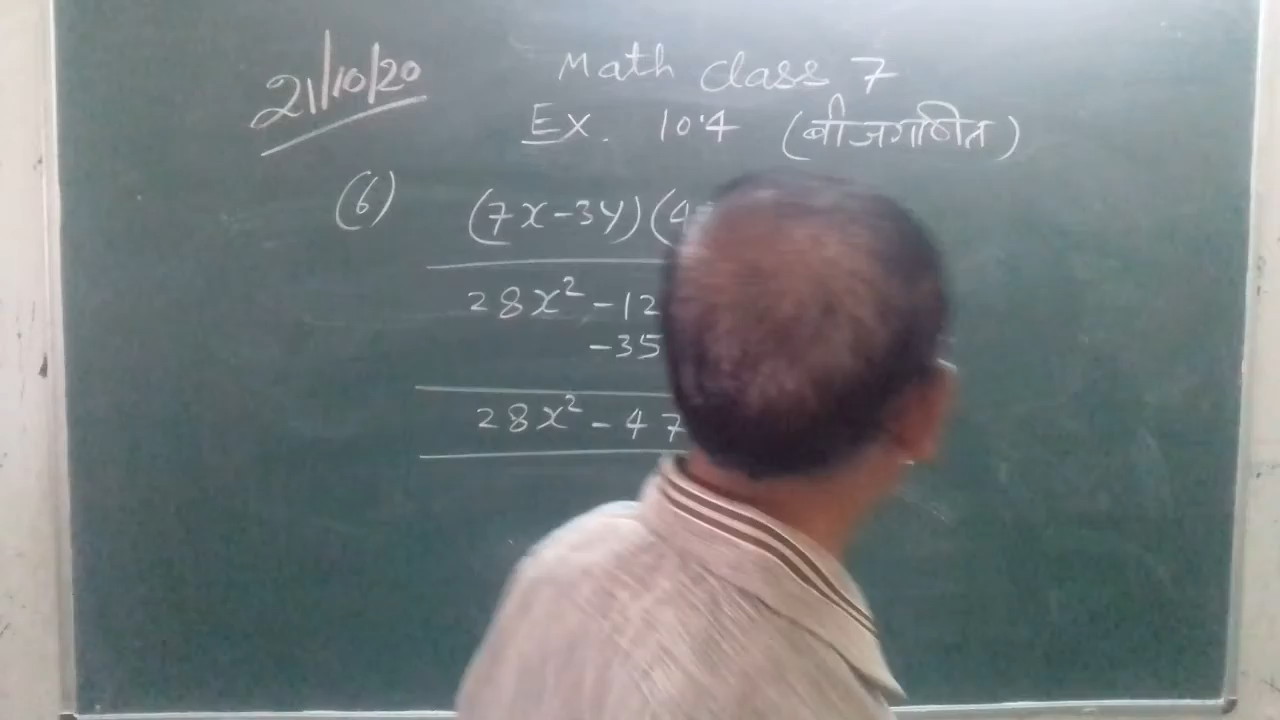 21/10/20
Math class 7
Ex. 10.4 (बीजगणित)
(6) (7x-3y)(4
28x² -12
-35
28x² - 47